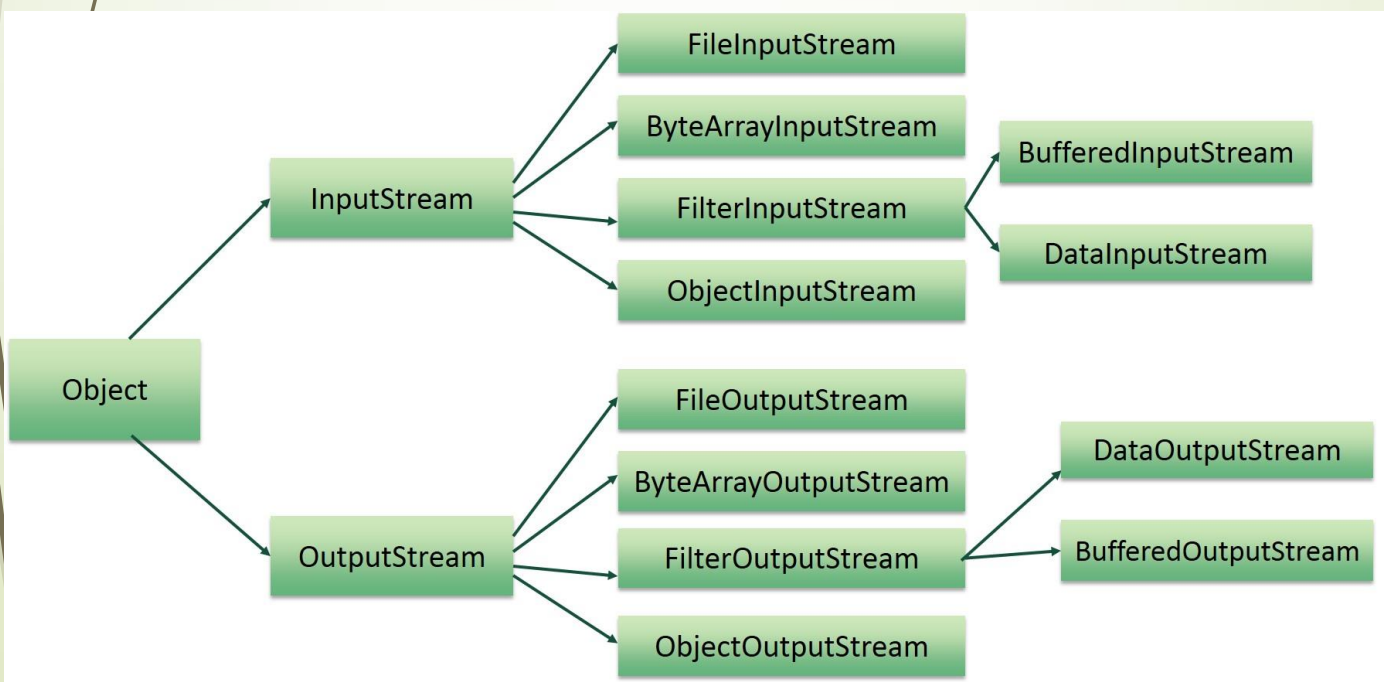 FileInputStream
ByteArrayInputStream
BufferedInputStream
InputStream
FilterInputStream
DataInputStream
ObjectInputStream
Object
FileOutputStream
DataOutputStream
ByteArrayOutputStream
OutputStream
FilterOutputStream
BufferedOutputStream
ObjectOutputStream